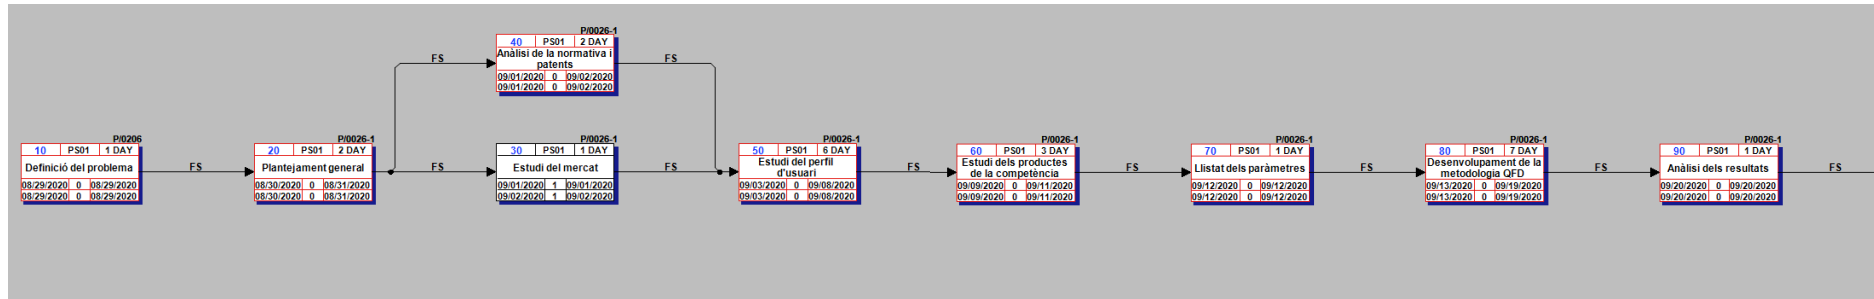 P/0026-1
40 PS01 2 DAY
Anàlisi de la normativa i
patents
09/01/2020 0 09/02/2020
09/01/2020 0 09/02/2020
FS
FS
P/0206
10 PS01 1 DAY
Definició del problema
08/29/2020 0 08/29/2020
08/29/2020 0 08/29/2020
FS
P/0026-1
20 PS01 2 DAY
Plantejament general
08/30/2020 0 08/31/2020
08/30/2020 0 08/31/2020
FS
P/0026-1
30 PS01 1 DAY
Estudi del mercat
09/01/2020 1 09/01/2020
09/02/2020 1 09/02/2020
FS
P/0026-1
50 PS01 6 DAY
Estudi del perfil
d'usuari
09/03/2020 0 09/08/2020
09/03/2020 0 09/08/2020
FS
P/0026-1
60 PS01 3 DAY
Estudi dels productes
de la competència
09/09/2020 0 09/11/2020
09/09/2020 0 09/11/2020
FS
P/0026-1
70 PS01 1 DAY
Llistat dels paràmetres
09/12/2020 0 09/12/2020
09/12/2020 0 09/12/2020
FS
P/0026-1
80 PS01 7 DAY
Desenvolupament de la
metodologia QFD
09/13/2020 0 09/19/2020
09/13/2020 0 09/19/2020
FS
P/0026-1
90 PS01 1 DAY
Anàlisi dels resultats
09/20/2020 0 09/20/2020
09/20/2020 0 09/20/2020
FS